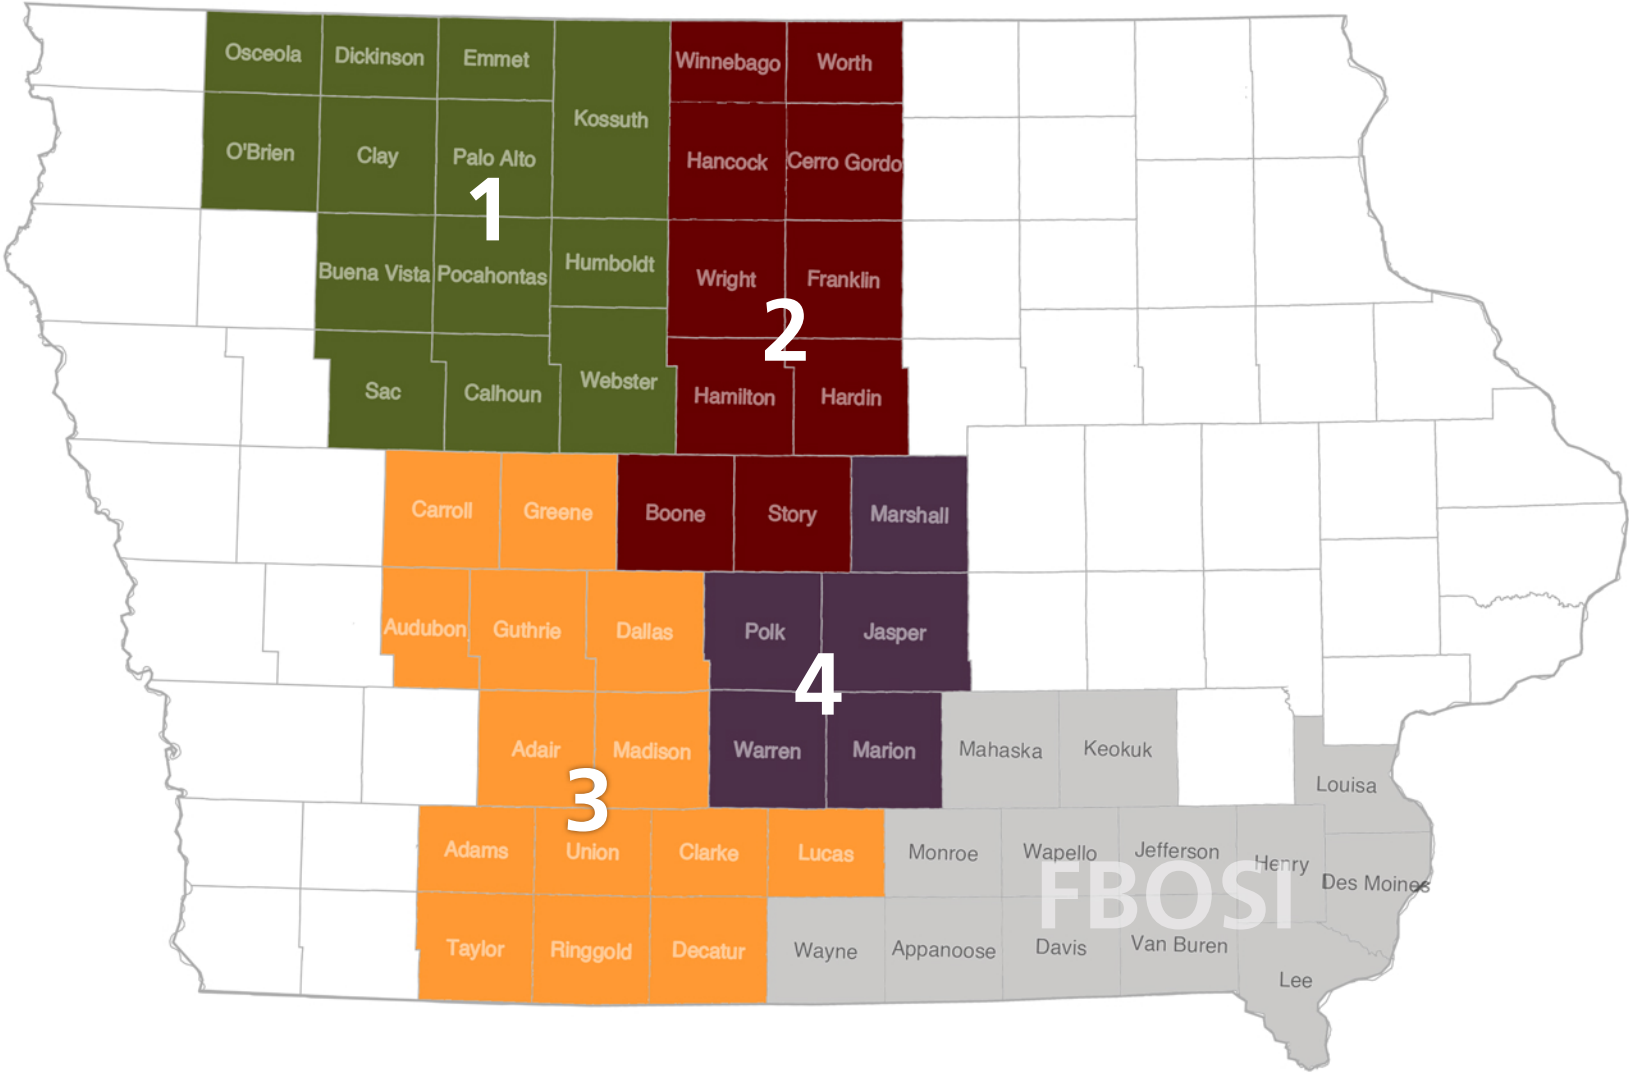 Osceola
Dickinson
Emmet
Kossuth
Winnebago
Worth
O'Brien
Clay
Palo Alto
Hancock
Cerro Gordo
1
Buena Vista
Pocahontas
Humboldt
Wright
Franklin
2
Sac
Calhoun
Webster
Hamilton
Hardin
Carroll
Greene
Boone
Story
Marshall
Audubon
Guthrie
Dallas
Polk
Jasper
4
Adair
Madison
Warren
Marion
Mahaska
Keokuk
Louisa
3
Adams
Union
Clarke
Lucas
Monroe
Wapello
Jefferson
Henry
Des Moines
FBOSI
Taylor
Ringgold
Decatur
Wayne
Appanoose
Davis
Van Buren
Lee